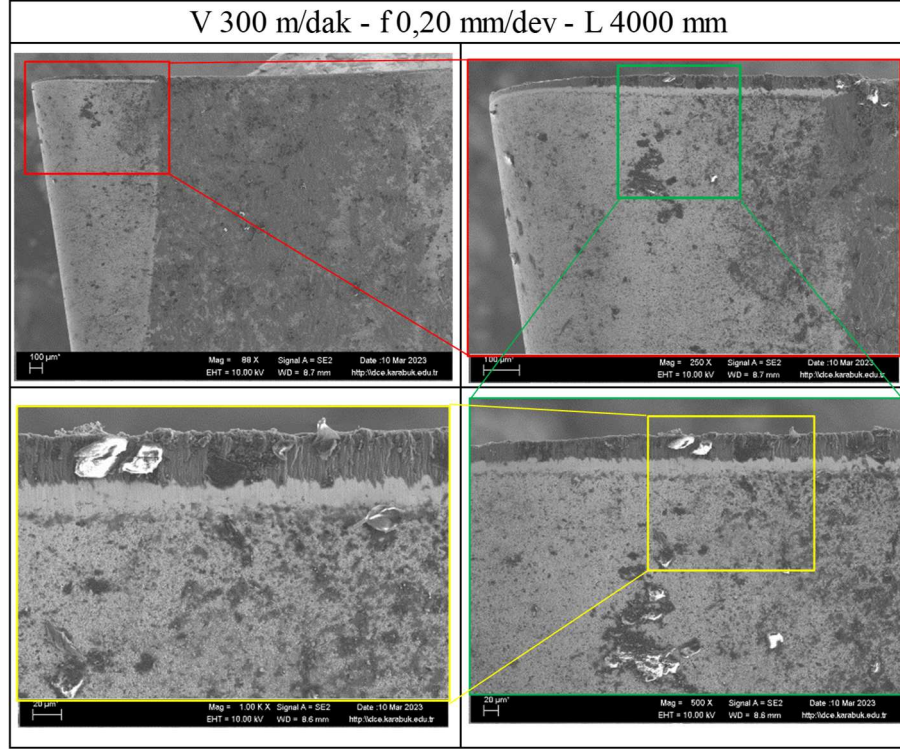 V 300 m/dak - f 0,20 mm/dev - L 4000 mm
100 µm*
Mag = 88 X Signal A = SE2 Date :10 Mar 2023
EHT = 10.00 kV WD = 8.7 mm http:\\ldce.karabuk.edu.tr
100 µm*
Mag = 250 X Signal A = SE2 Date :10 Mar 2023
EHT = 10.00 kV WD = 8.7 mm http:\\ldce.karabuk.edu.tr
20 µm*
Mag = 1.00 K X Signal A = SE2 Date :10 Mar 2023
EHT = 10.00 kV WD = 8.6 mm http:\\ldce.karabuk.edu.tr
20 µm*
Mag = 500 X Signal A = SE2 Date :10 Mar 2023
EHT = 10.00 kV WD = 8.6 mm http:\\ldce.karabuk.edu.tr